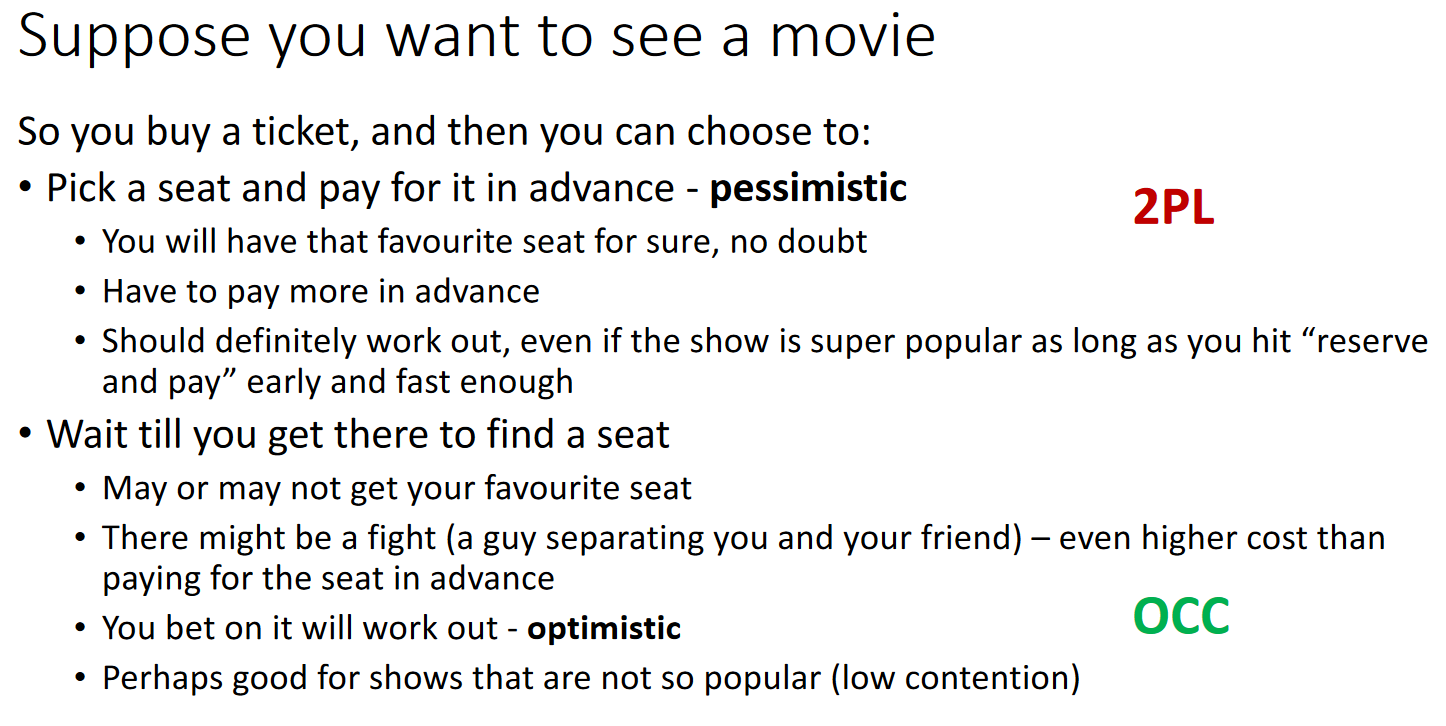 Suppose you want to see a movie
So you buy a ticket, and then you can choose to:
• Pick a seat and pay for it in advance - pessimistic
2PL
• You will have that favourite seat for sure, no doubt
• Have to pay more in advance
• Should definitely work out, even if the show is super popular as long as you hit “reserve
and pay” early and fast enough
• Wait till you get there to find a seat
• May or may not get your favourite seat
• There might be a fight (a guy separating you and your friend) – even higher cost than
paying for the seat in advance
OCC
• You bet on it will work out - optimistic
• Perhaps good for shows that are not so popular (low contention)